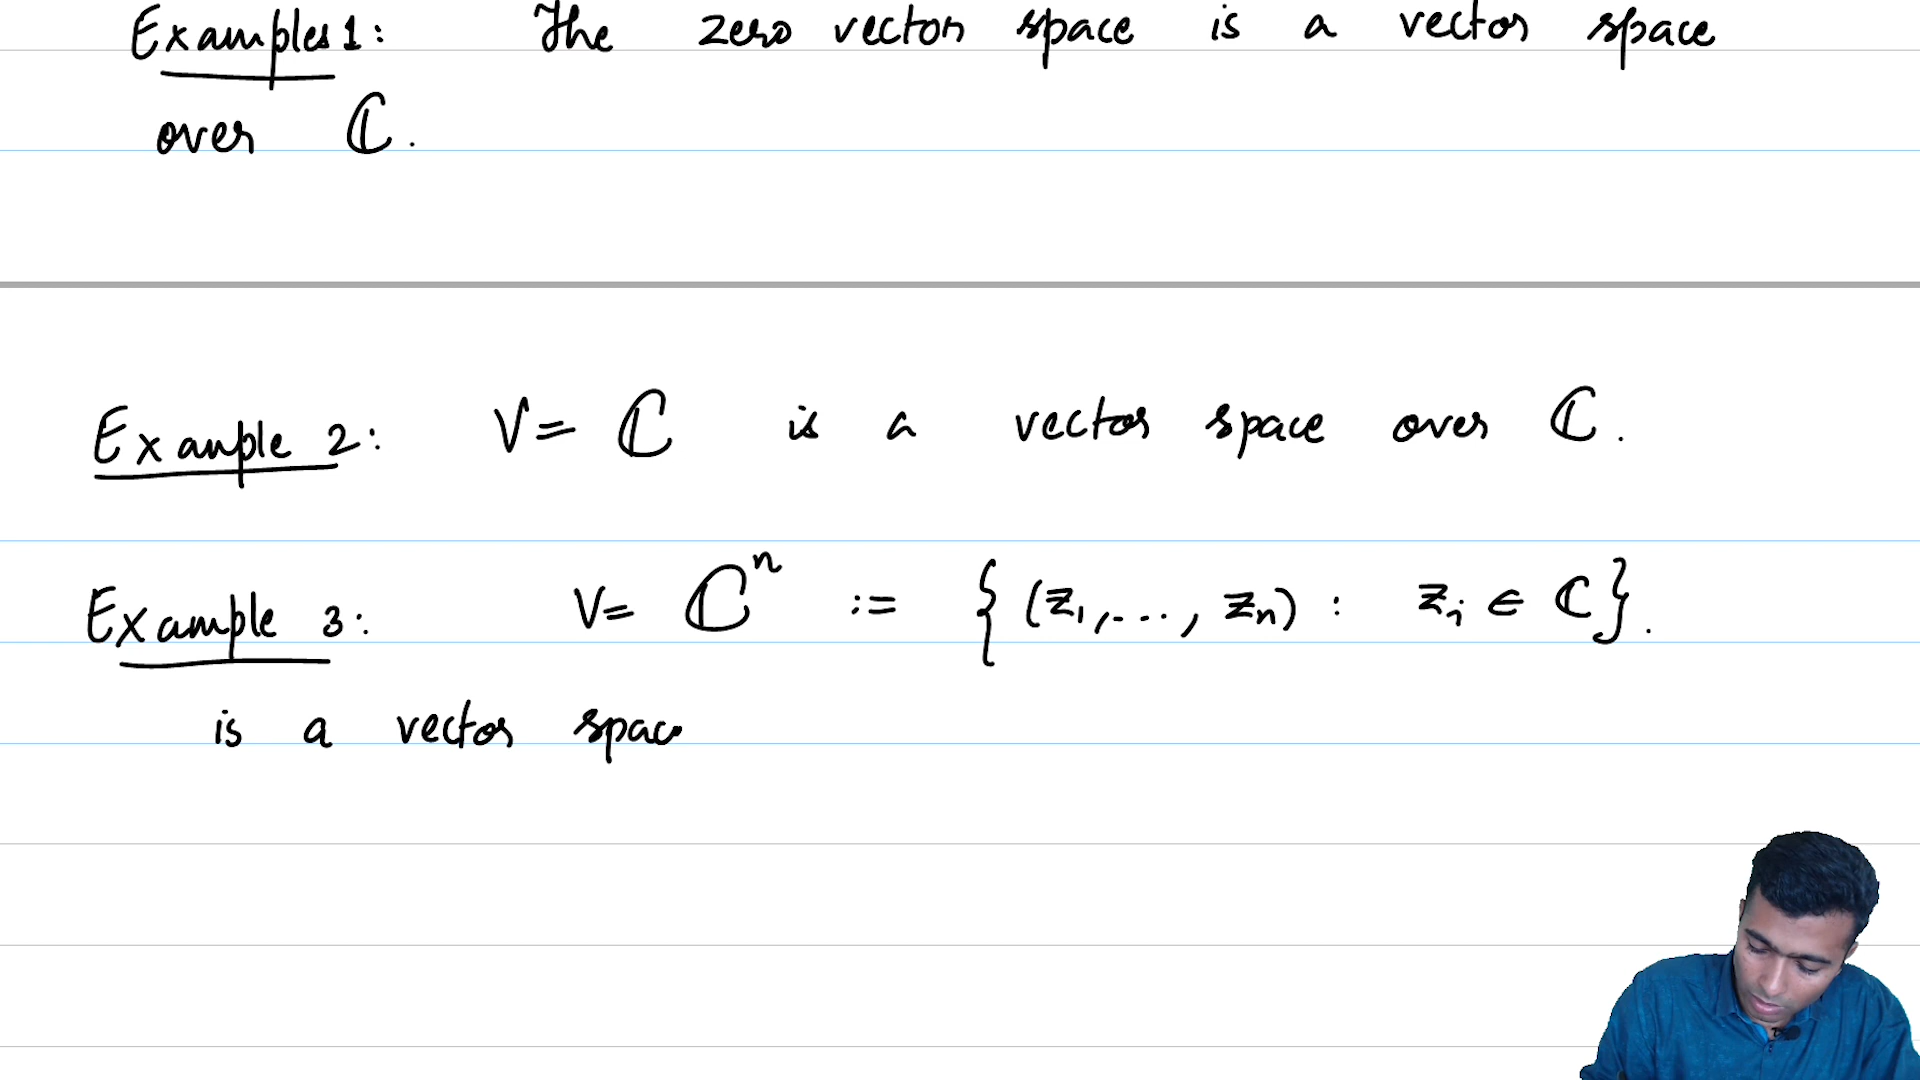 Examples 1: The zero vector space is a vector space
over ℂ.
Example 2: V = ℂ is a vector space over ℂ.
Example 3: V = ℂⁿ := {(z₁, ..., zₙ) : zᵢ ∈ ℂ}.
is a vector spac